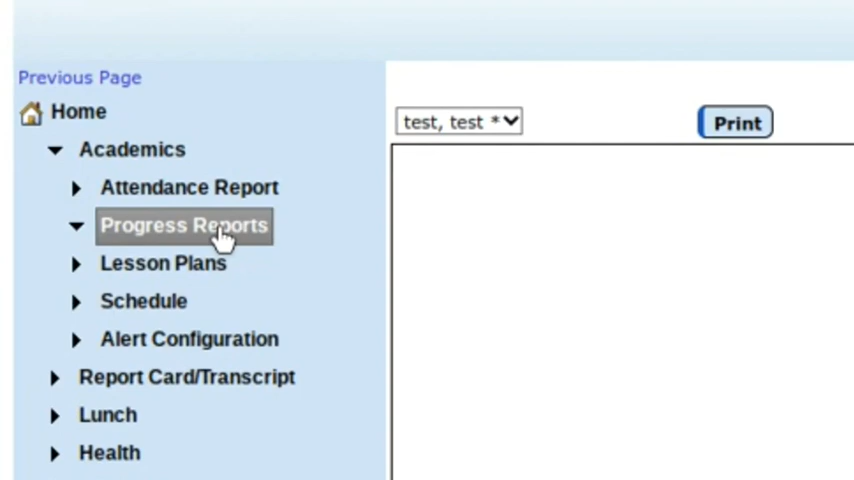 Previous Page
Home
test, test *
Print
Academics
Attendance Report
Progress Reports
Lesson Plans
Schedule
Alert Configuration
Report Card/Transcript
Lunch
Health